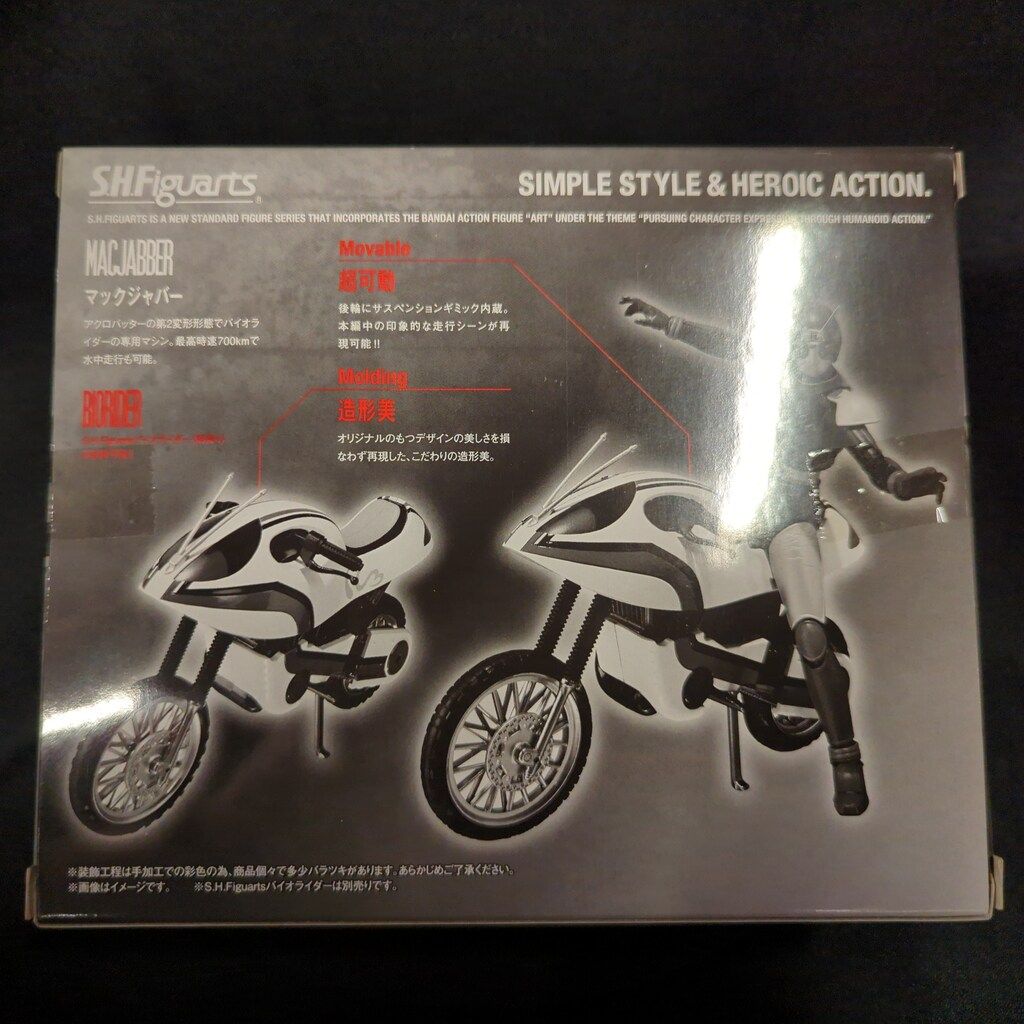 S.H.Figuarts
SIMPLE STYLE & HEROIC ACTION.
S.H.FIGUARTS IS A NEW STANDARD FIGURE SERIES THAT INCORPORATES THE BANDAI ACTION FIGURE "ART" UNDER THE THEME "PURSUING CHARACTER EXPRESSION THROUGH HUMANOID ACTION."
MACJABBER
マックジャバー
アクロバッターの第2変形形態でバイオラ
イダーの専用マシン。最高時速700kmで
水中走行も可能。
BIORIDER
Movable
超可動
後輪にサスペンションギミック内蔵。
本編中の印象的な走行シーンが再
現可能!!
Molding
造形美
オリジナルのもつデザインの美しさを損
なわず再現した、こだわりの造形美。
※装飾工程は手加工での彩色の為、商品個々で多少バラツキがあります。あらかじめご了承ください。
※画像はイメージです。 ※S.H.Figuartsバイオライダーは別売りです。